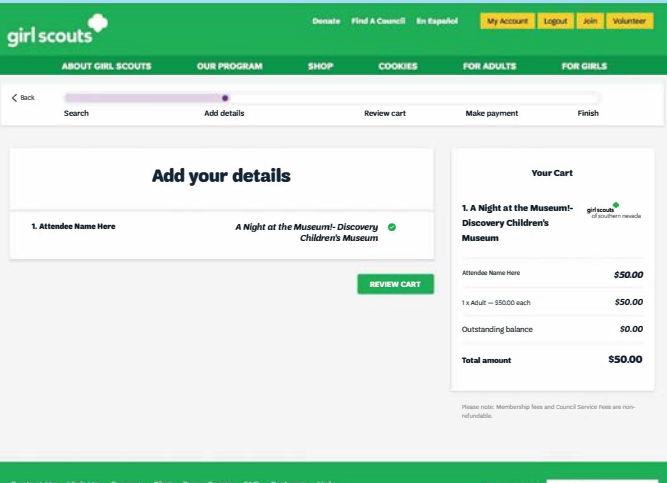 girl scouts
Donate Find A Council En Español My Account Logout Join Volunteer
ABOUT GIRL SCOUTS OUR PROGRAM SHOP COOKIES FOR ADULTS FOR GIRLS
Back
Search Add details Review cart Make payment Finish
Add your details
1. Attendee Name Here A Night at the Museum!- Discovery
Children's Museum
REVIEW CART
Your Cart
1. A Night at the Museum!-
Discovery Children's
Museum
girl scouts
of southern nevada
Attendee Name Here $50.00
1 x Adult — $50.00 each $50.00
Outstanding balance $0.00
Total amount $50.00
Please note: Membership fees and Council Service Fees are non-
refundable.